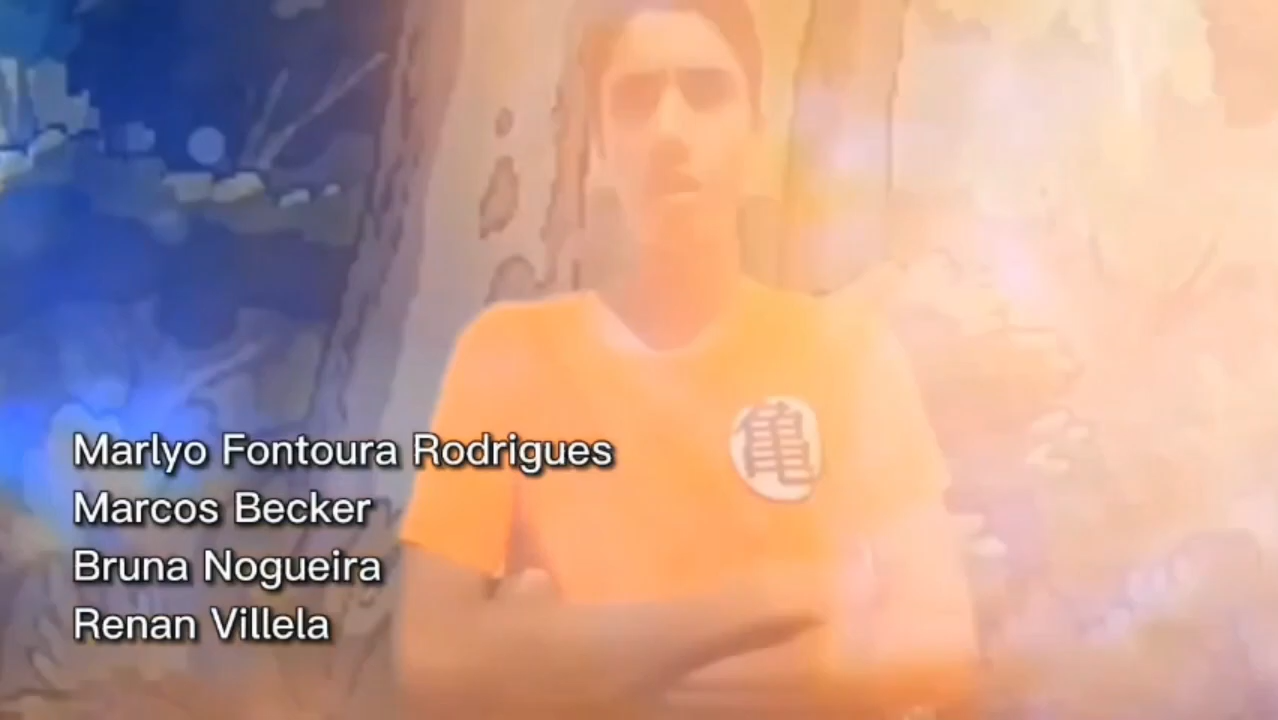 亀
Marlyo Fontoura Rodrigues
Marcos Becker
Bruna Nogueira
Renan Villela